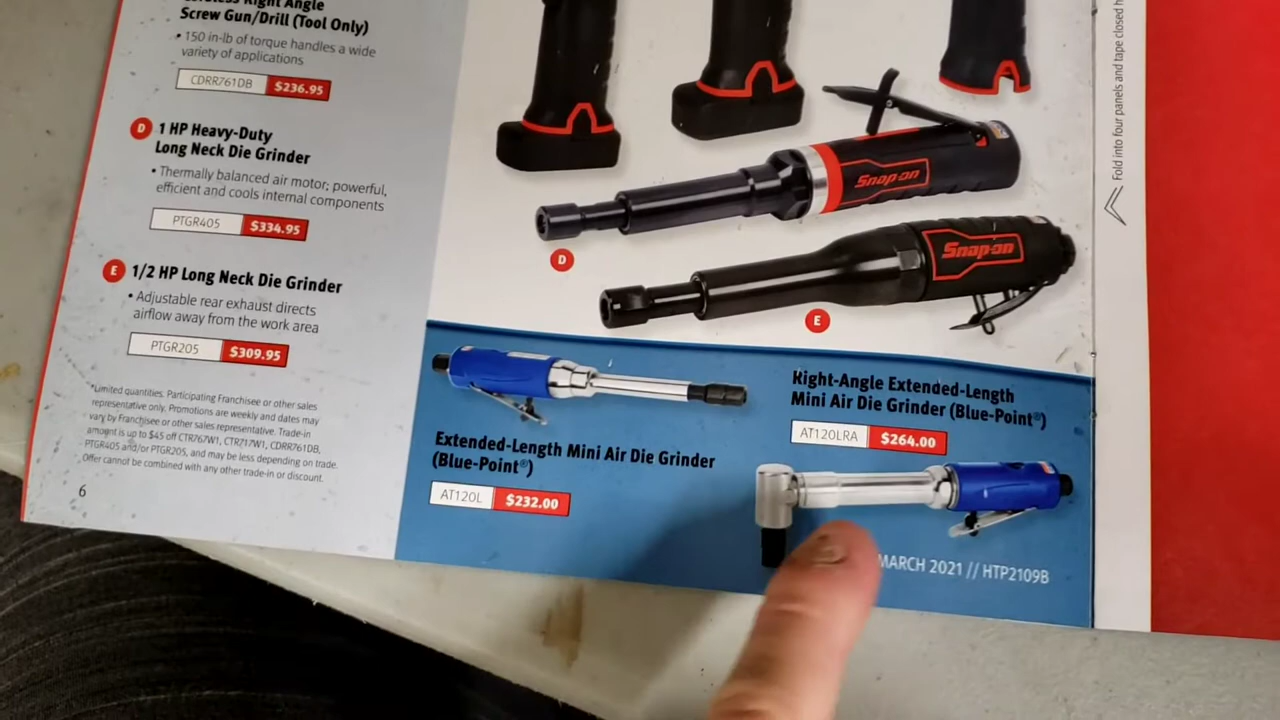 Cordless Right Angle
Screw Gun/Drill (Tool Only)
• 150 in-lb of torque handles a wide
variety of applications
CDRR761DB $236.95
D 1 HP Heavy-Duty
Long Neck Die Grinder
• Thermally balanced air motor; powerful,
efficient and cools internal components
PTGR405 $334.95
E 1/2 HP Long Neck Die Grinder
• Adjustable rear exhaust directs
airflow away from the work area
PTGR205 $309.95
*Limited quantities. Participating Franchisee or other sales
representative only. Promotions are weekly and dates may
vary by Franchisee or other sales representative. Trade-in
amount is up to $45 off CTR767W1, CTR717W1, CDRR761DB,
PTGR405 and/or PTGR205, and may be less depending on trade.
Offer cannot be combined with any other trade-in or discount.
6
Snap-on
D
Snap-on
E
Extended-Length Mini Air Die Grinder
(Blue-Point®)
AT120L $232.00
Right-Angle Extended-Length
Mini Air Die Grinder (Blue-Point®)
AT120LRA $264.00
MARCH 2021 // HTP2109B
Fold into four panels and tape closed